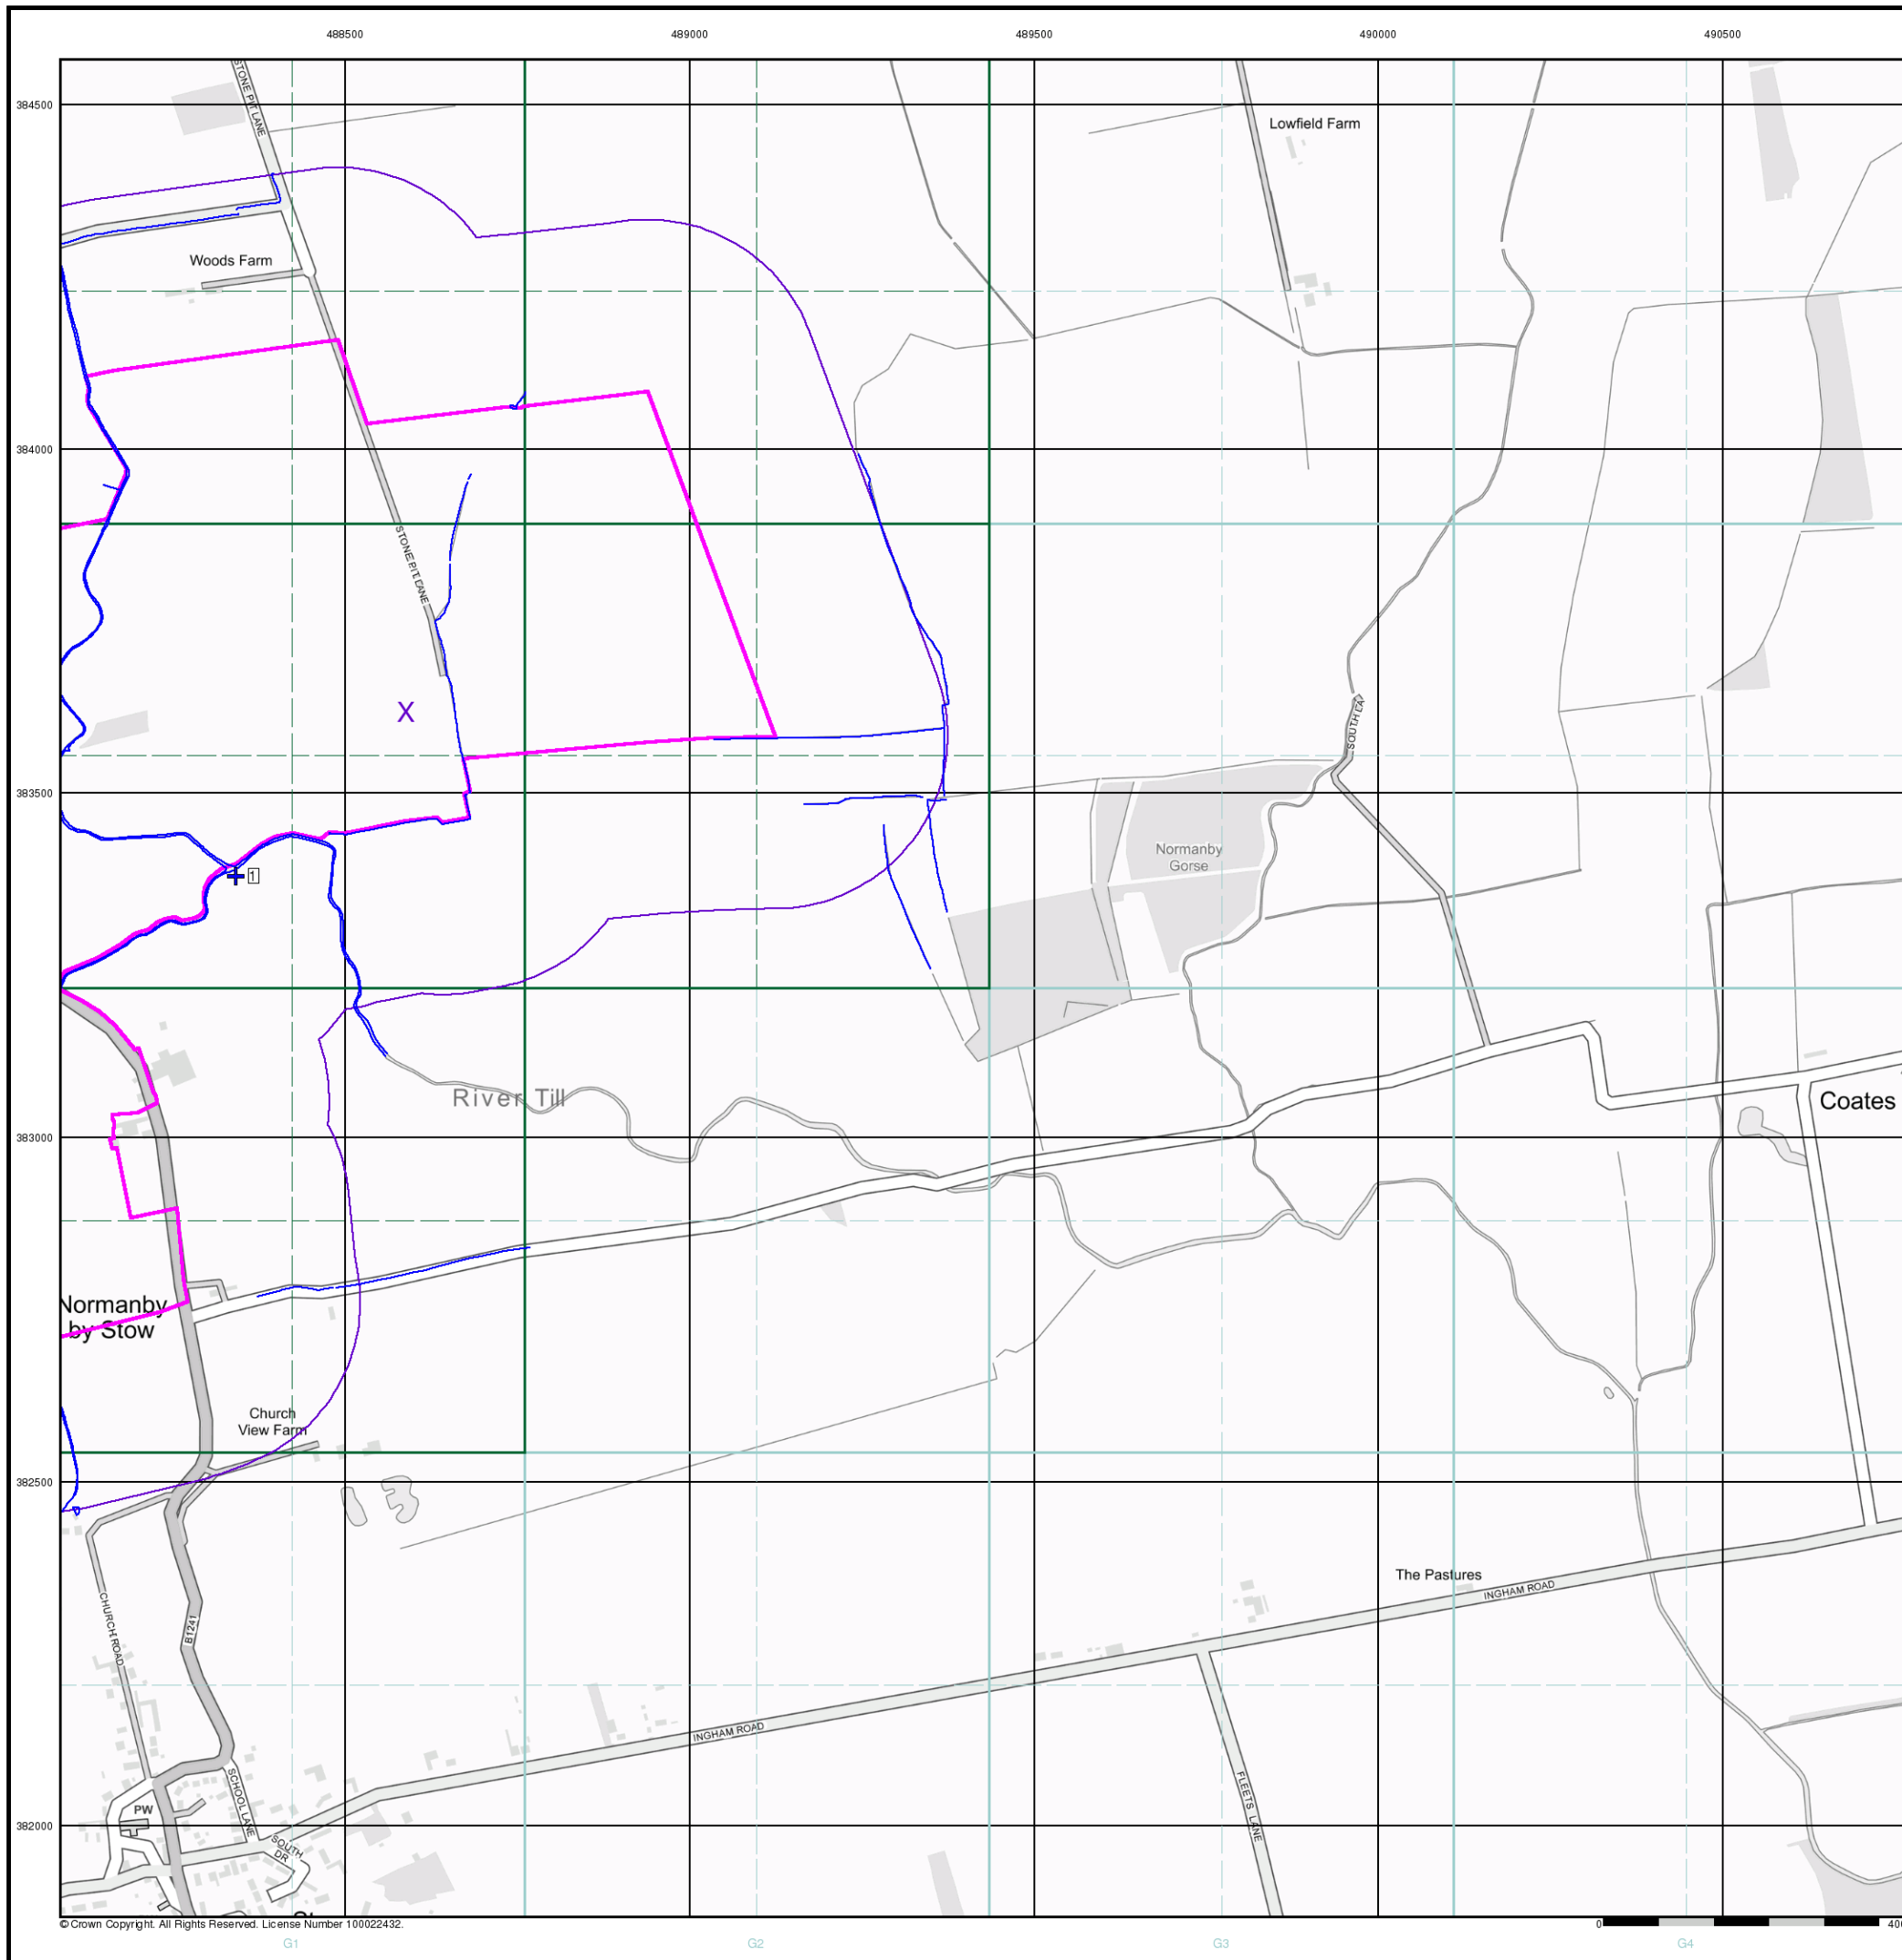 488500 489000 489500 490000 490500
384500
STONE PIT LANE
Lowfield Farm
Woods Farm
384000
STONE PIT LANE
X
SOUTH LA
383500
Normanby
Gorse
1
River Till
Coates
383000
Normanby
by Stow
Church
View Farm
382500
The Pastures
INGHAM ROAD
CHURCH ROAD
B1241
INGHAM ROAD
FLEETS LANE
SCHOOL LANE
PW
382000
SOUTH
DR
© Crown Copyright. All Rights Reserved. License Number 100022432.
0 400
G1 G2 G3 G4